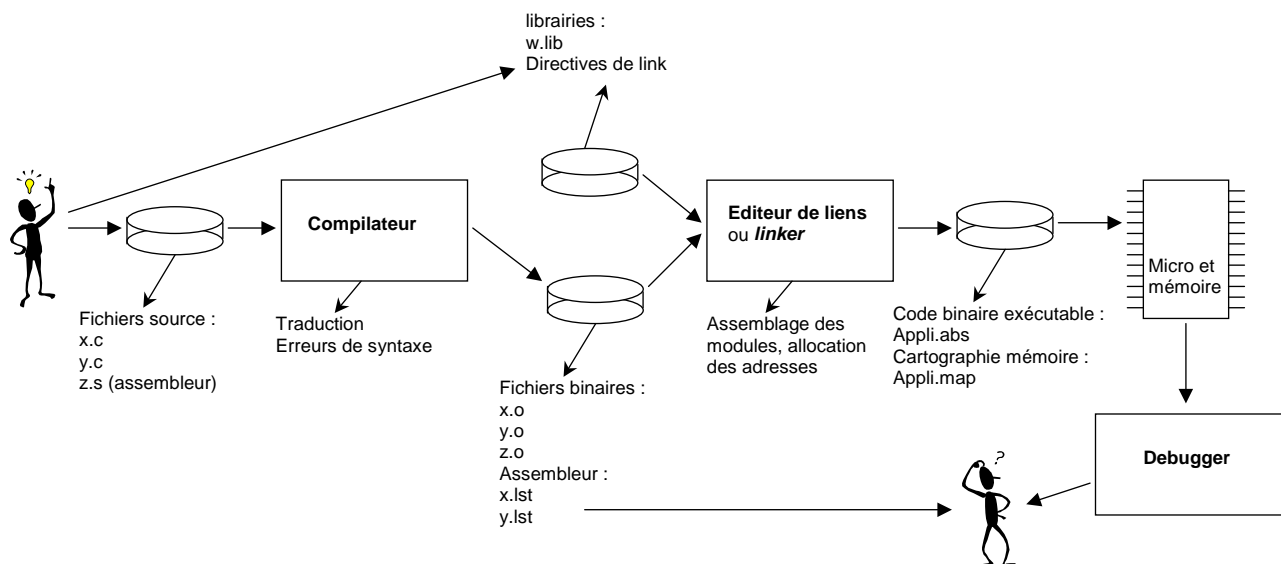 librairies :
w.lib
Directives de link
Compilateur
Editeur de liens
ou linker
Micro et
mémoire
Fichiers source :
x.c
y.c
z.s (assembleur)
Traduction
Erreurs de syntaxe
Fichiers binaires :
x.o
y.o
z.o
Assembleur :
x.lst
y.lst
Assemblage des
modules, allocation
des adresses
Code binaire exécutable :
Appli.abs
Cartographie mémoire :
Appli.map
?
Debugger